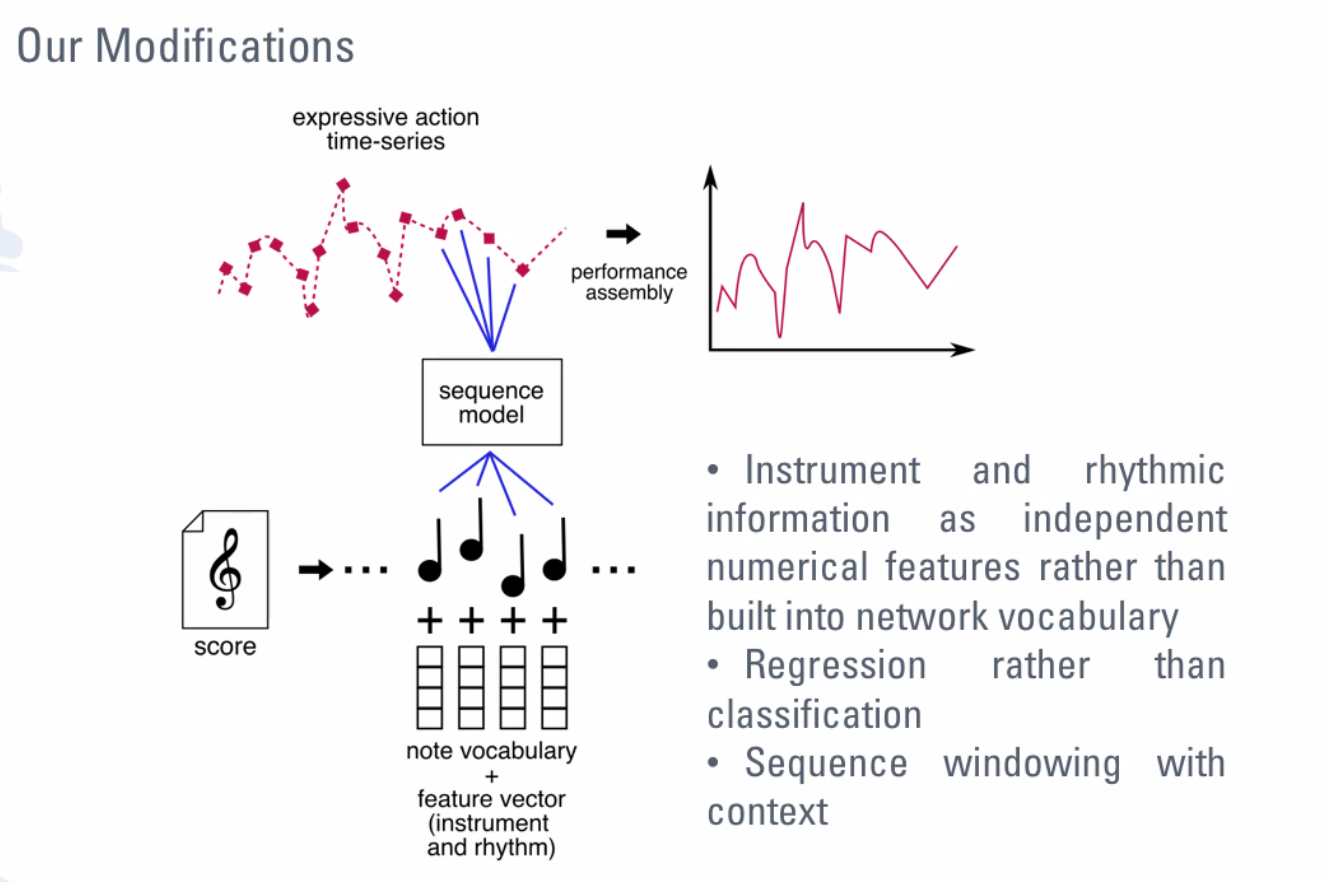 Our Modifications
expressive action
time-series
performance
assembly
sequence
model
score
+ + + +
note vocabulary
+
feature vector
(instrument
and rhythm)
• Instrument and rhythmic
information as independent
numerical features rather than
built into network vocabulary
• Regression rather than
classification
• Sequence windowing with
context